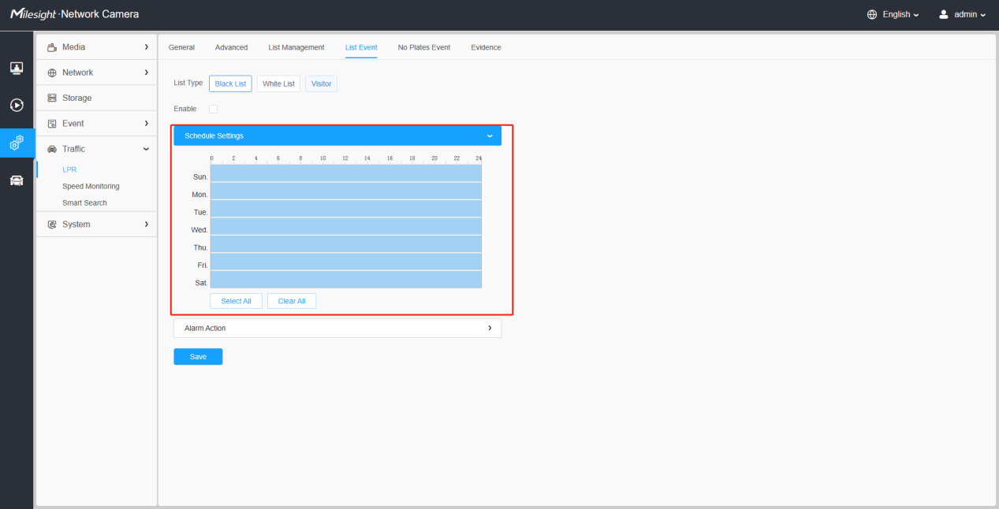 Milesight · Network Camera
English
admin
Media
Network
Storage
Event
Traffic
LPR
Speed Monitoring
Smart Search
System
General Advanced List Management List Event No Plates Event Evidence
List Type Black List White List Visitor
Enable
Schedule Settings
0 2 4 6 8 10 12 14 16 18 20 22 24
Sun.
Mon.
Tue.
Wed.
Thu.
Fri.
Sat.
Select All Clear All
Alarm Action
Save